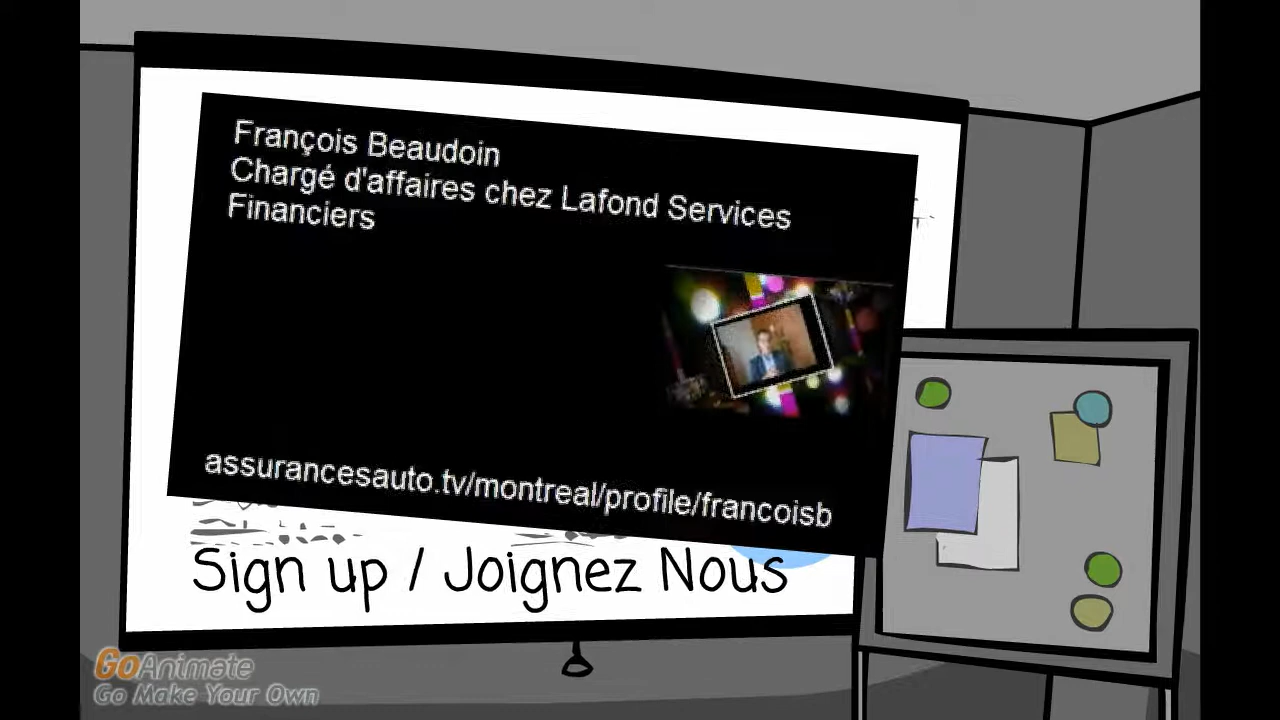 François Beaudoin
Chargé d'affaires chez Lafond Services
Financiers
assurancesauto.tv/montreal/profile/francoisb
Sign up / Joignez Nous
GoAnimate
Go Make Your Own